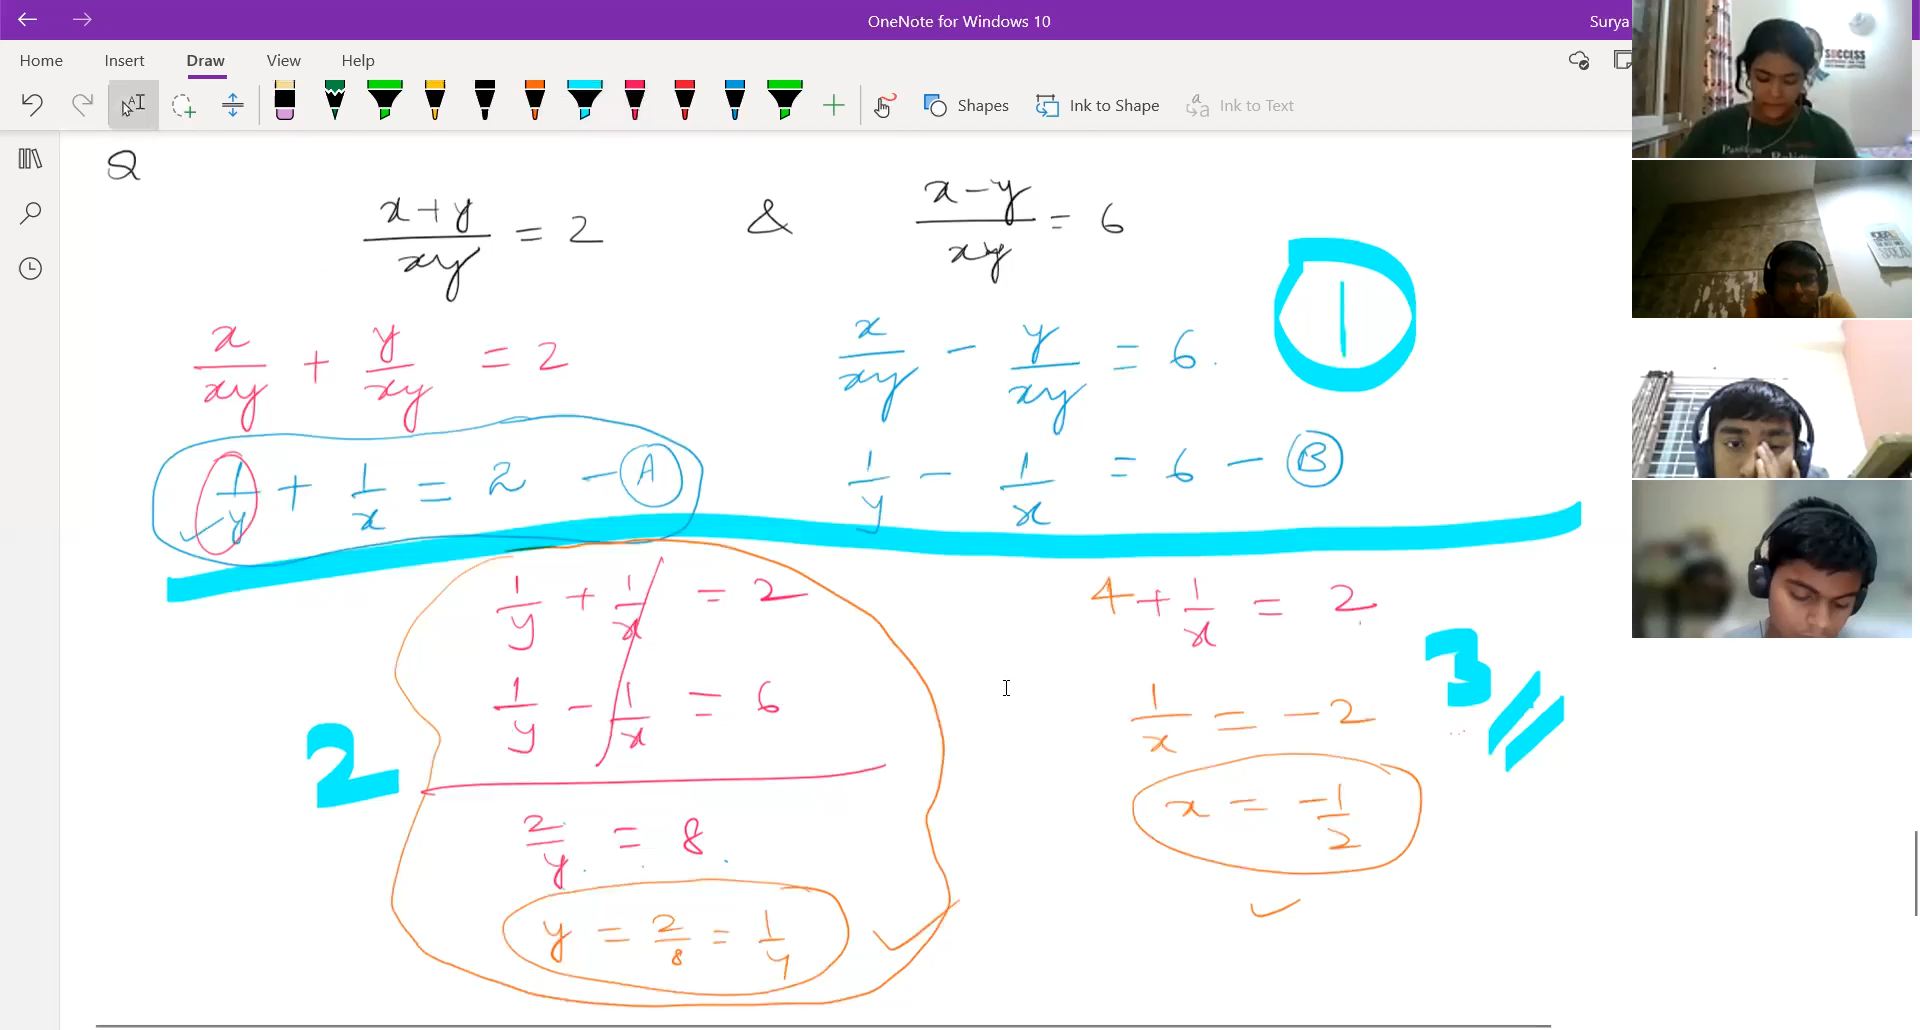 OneNote for Windows 10
Surya
Home Insert Draw View Help
Shapes Ink to Shape Ink to Text
SUCCESS
Q
x+y/xy = 2 & x-y/xy = 6
x/xy + y/xy = 2
x/xy - y/xy = 6.
1
1/y + 1/x = 2 - A
1/y - 1/x = 6 - B
1/y + 1/x = 2
1/y - 1/x = 6
2
2/y = 8
y = 2/8 = 1/4
4 + 1/x = 2
3
1/x = -2
x = -1/2